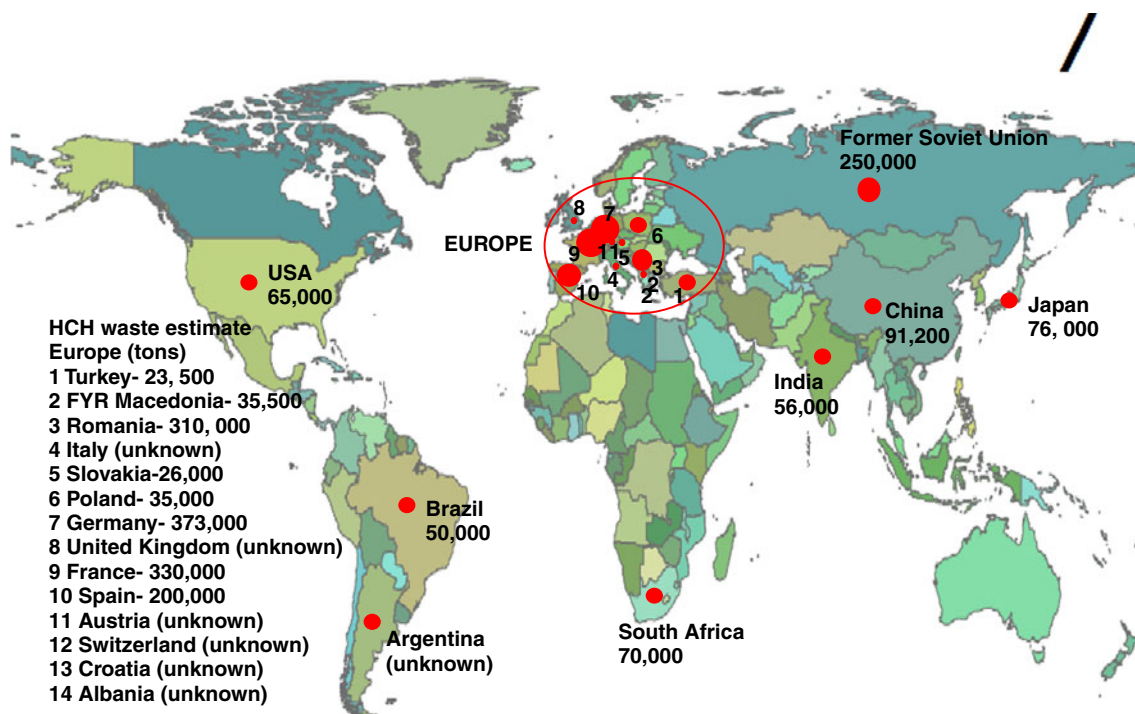 /
Former Soviet Union
250,000
EUROPE
8
7
6
9
11
5
3
4
2
2
10
1
USA
65,000
China
91,200
Japan
76, 000
India
56,000
HCH waste estimate
Europe (tons)
1 Turkey- 23, 500
2 FYR Macedonia- 35,500
3 Romania- 310, 000
4 Italy (unknown)
5 Slovakia-26,000
6 Poland- 35,000
7 Germany- 373,000
8 United Kingdom (unknown)
9 France- 330,000
10 Spain- 200,000
11 Austria (unknown)
12 Switzerland (unknown)
13 Croatia (unknown)
14 Albania (unknown)
Brazil
50,000
Argentina
(unknown)
South Africa
70,000